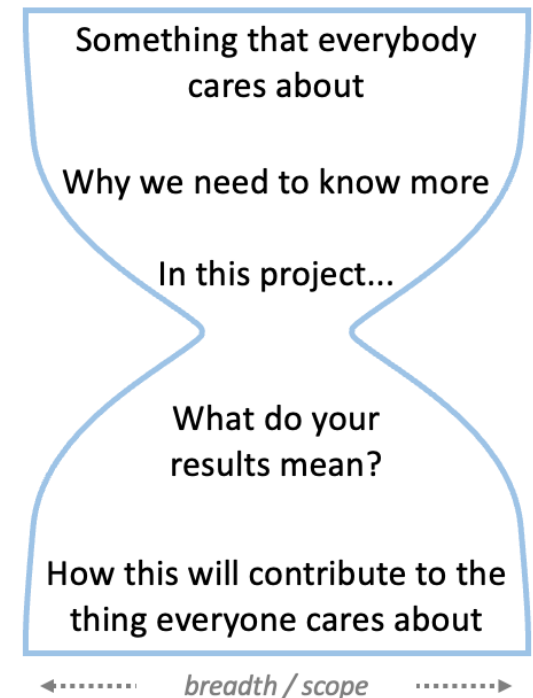 Something that everybody
cares about
Why we need to know more
In this project...
What do your
results mean?
How this will contribute to the
thing everyone cares about
breadth / scope